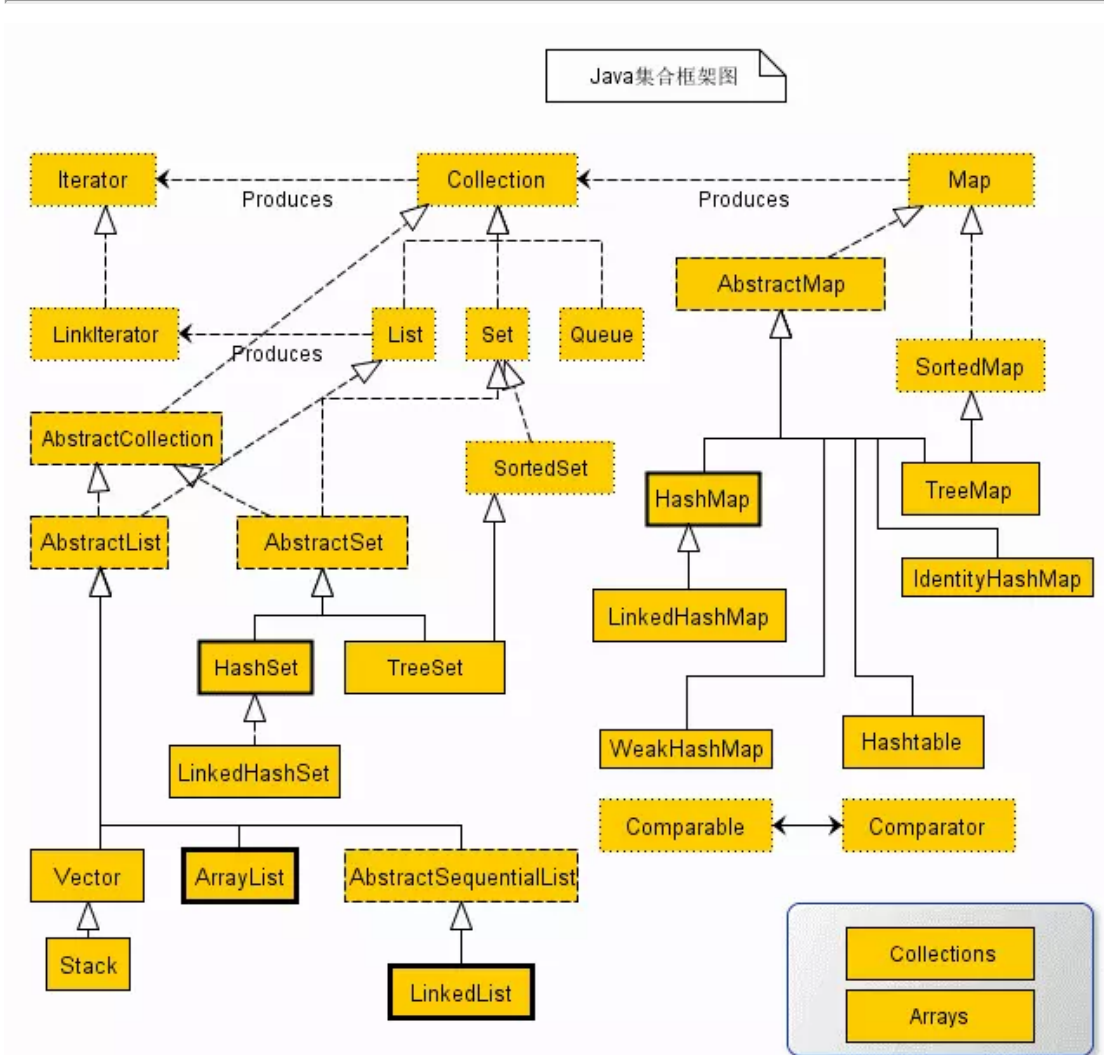 Java集合框架图
Iterator
Produces
Collection
Produces
Map
AbstractMap
LinkIterator
Produces
List
Set
Queue
SortedMap
AbstractCollection
SortedSet
HashMap
TreeMap
AbstractList
AbstractSet
IdentityHashMap
LinkedHashMap
HashSet
TreeSet
WeakHashMap
Hashtable
LinkedHashSet
Comparable
Comparator
Vector
ArrayList
AbstractSequentialList
Stack
LinkedList
Collections
Arrays